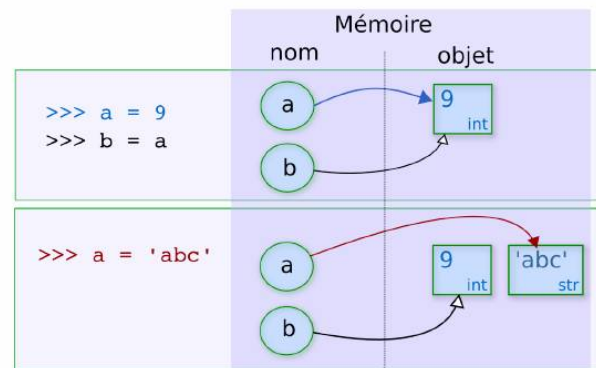 Mémoire
nom objet
>>> a = 9
>>> b = a
a
9
int
b
>>> a = 'abc'
a
9
int
'abc'
str
b